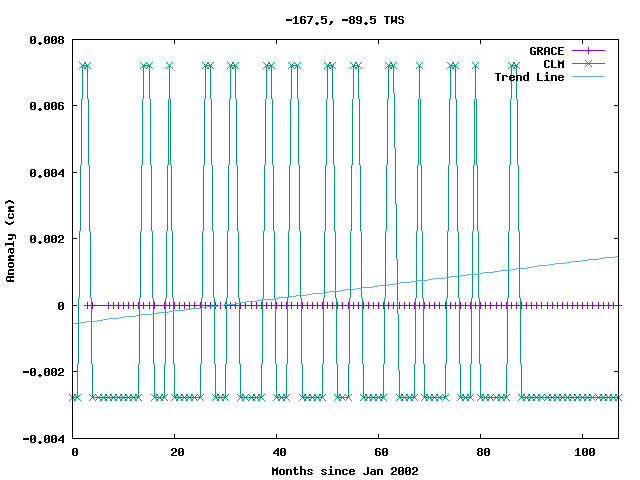 -167.5, -89.5 TWS
0.008
0.006
0.004
0.002
0
-0.002
-0.004
Anomaly (cm)
GRACE
CLM
Trend Line
0 20 40 60 80 100
Months since Jan 2002